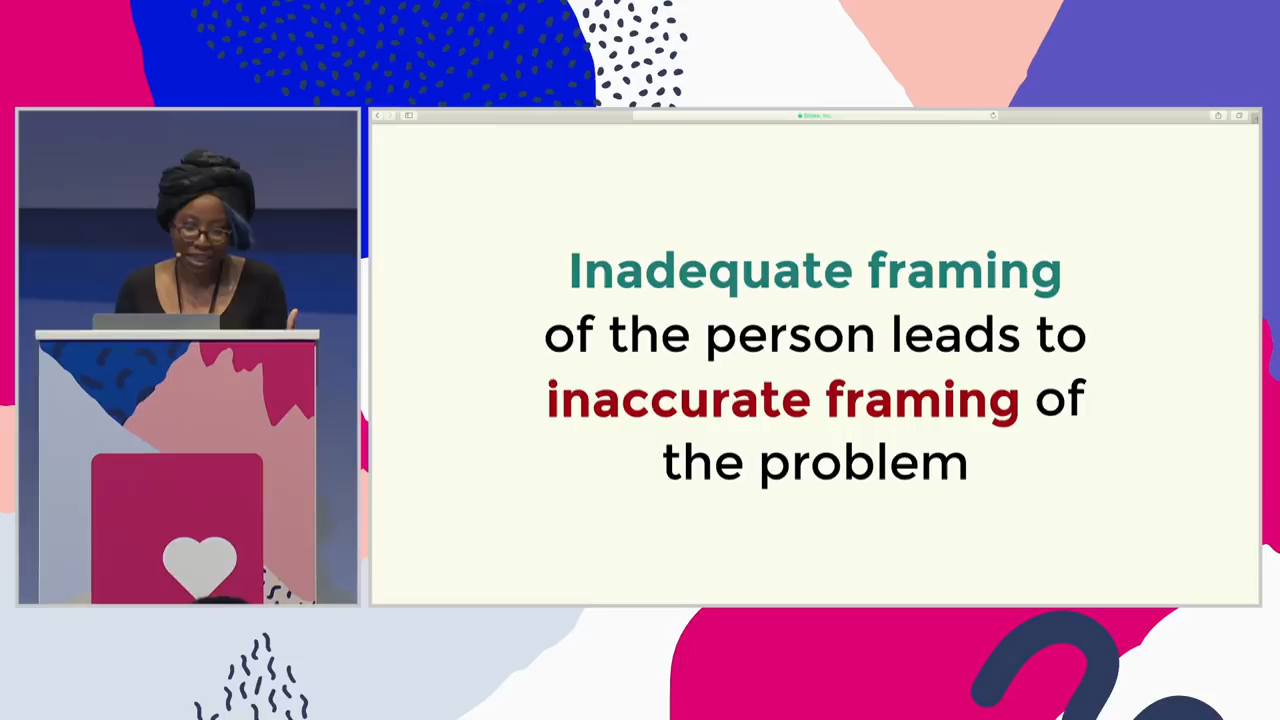 Inadequate framing
of the person leads to
inaccurate framing of
the problem